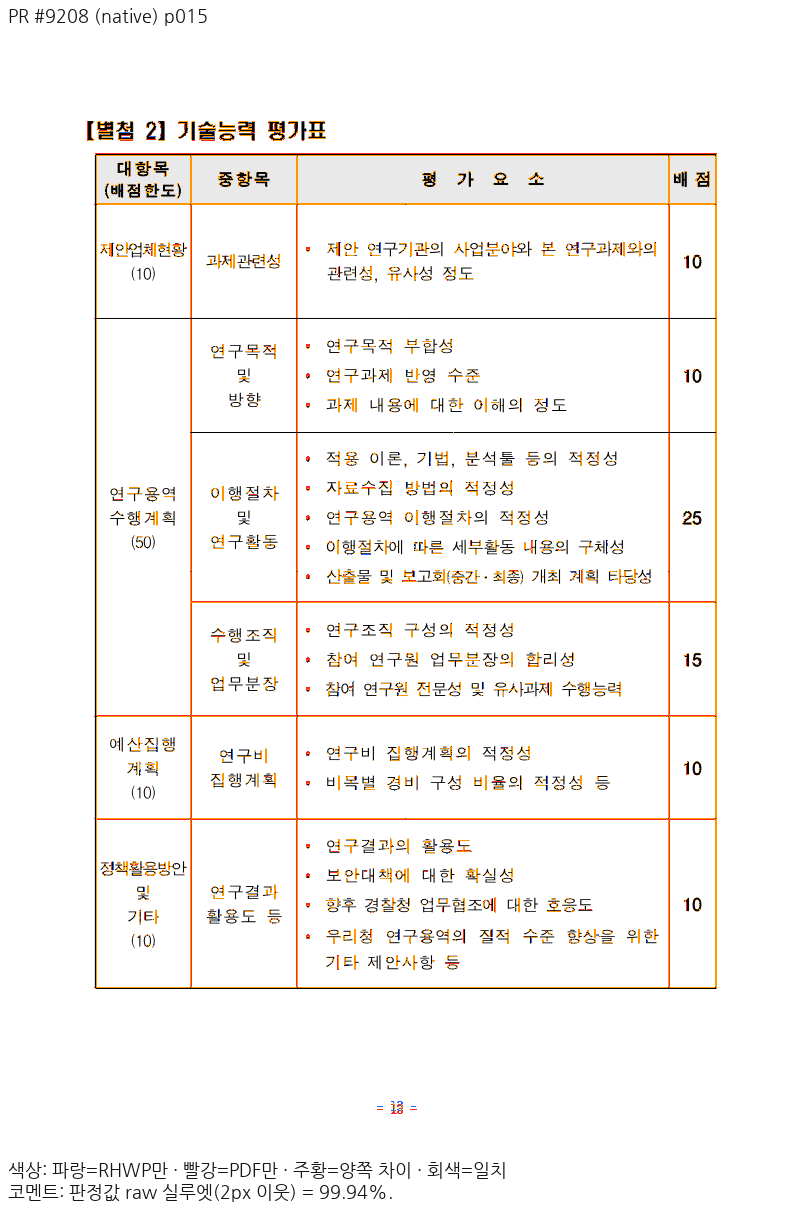 PR #9208 (native) p015
【별첨 2】 기술능력 평가표
대항목
(배점한도)
중항목
평 가 요 소
배 점
제안업체현황
(10)
과제관련성
• 제안 연구기관의 사업분야와 본 연구과제와의
관련성, 유사성 정도
10
연구용역
수행계획
(50)
연구목적
및
방향
• 연구목적 부합성
• 연구과제 반영 수준
• 과제 내용에 대한 이해의 정도
10
이행절차
및
연구활동
• 적용 이론, 기법, 분석툴 등의 적정성
• 자료수집 방법의 적정성
• 연구용역 이행절차의 적정성
• 이행절차에 따른 세부활동 내용의 구체성
• 산출물 및 보고회(중간·최종) 개최 계획 타당성
25
수행조직
및
업무분장
• 연구조직 구성의 적정성
• 참여 연구원 업무분장의 합리성
• 참여 연구원 전문성 및 유사과제 수행능력
15
예산집행
계획
(10)
연구비
집행계획
• 연구비 집행계획의 적정성
• 비목별 경비 구성 비율의 적정성 등
10
정책활용방안
및
기타
(10)
연구결과
활용도 등
• 연구결과의 활용도
• 보안대책에 대한 확실성
• 향후 경찰청 업무협조에 대한 호응도
• 우리청 연구용역의 질적 수준 향상을 위한
기타 제안사항 등
10
색상: 파랑=RHWP만 · 빨강=PDF만 · 주황=양쪽 차이 · 회색=일치
코멘트: 판정값 raw 실루엣(2px 이웃) = 99.94%.